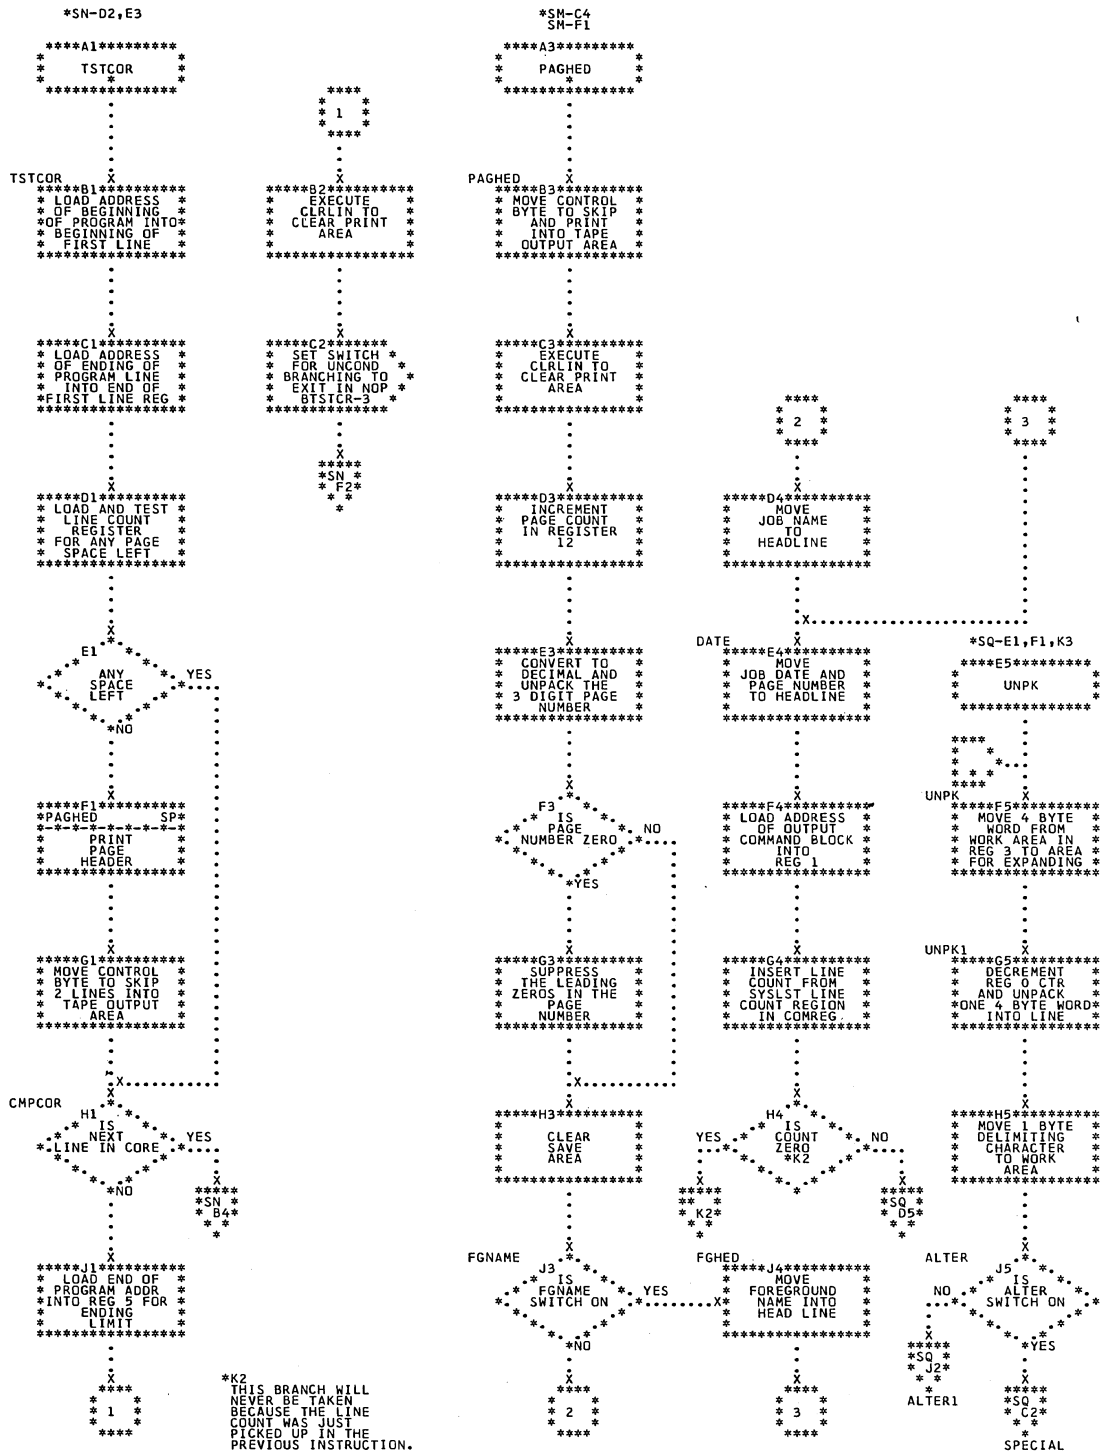 *SN-D2,E3
A1
TSTCOR
TSTCOR
B1
LOAD ADDRESS
OF BEGINNING
OF PROGRAM INTO
BEGINNING OF
FIRST LINE
C1
LOAD ADDRESS
OF ENDING OF
PROGRAM LINE
INTO END OF
FIRST LINE REG
D1
LOAD AND TEST
LINE COUNT
REGISTER
FOR ANY PAGE
SPACE LEFT
E1
ANY
SPACE
LEFT
YES
NO
F1
*PAGHED SP*
PRINT
PAGE
HEADER
G1
MOVE CONTROL
BYTE TO SKIP
2 LINES INTO
TAPE OUTPUT
AREA
CMPCOR
H1
IS
NEXT
LINE IN CORE
YES
*SN
B4*
NO
J1
LOAD END OF
PROGRAM ADDR
INTO REG 5 FOR
ENDING
LIMIT
1
1
B2
EXECUTE
CLRLIN TO
CLEAR PRINT
AREA
C2
SET SWITCH
FOR UNCOND
BRANCHING TO
EXIT IN NOP
BTSTCR-3
*SN
F2*
*K2
THIS BRANCH WILL
NEVER BE TAKEN
BECAUSE THE LINE
COUNT WAS JUST
PICKED UP IN THE
PREVIOUS INSTRUCTION.
*SM-C4
SM-F1
A3
PAGHED
PAGHED
B3
MOVE CONTROL
BYTE TO SKIP
AND PRINT
INTO TAPE
OUTPUT AREA
C3
EXECUTE
CLRLIN TO
CLEAR PRINT
AREA
D3
INCREMENT
PAGE COUNT
IN REGISTER
12
E3
CONVERT TO
DECIMAL AND
UNPACK THE
3 DIGIT PAGE
NUMBER
F3
IS
PAGE
NUMBER ZERO
NO
YES
G3
SUPPRESS
THE LEADING
ZEROS IN THE
PAGE
NUMBER
H3
CLEAR
SAVE
AREA
FGNAME
J3
IS
FGNAME
SWITCH ON
YES
NO
2
2
D4
MOVE
JOB NAME
TO
HEADLINE
DATE
E4
MOVE
JOB DATE AND
PAGE NUMBER
TO HEADLINE
F4
LOAD ADDRESS
OF OUTPUT
COMMAND BLOCK
INTO
REG 1
G4
INSERT LINE
COUNT FROM
SYSLST LINE
COUNT REGION
IN COMREG
H4
IS
COUNT
ZERO
*K2
YES
NO
**
K2*
*SQ
D5*
FGHED
J4
MOVE
FOREGROUND
NAME INTO
HEAD LINE
3
3
*SQ-E1,F1,K3
E5
UNPK
UNPK
F5
MOVE 4 BYTE
WORD FROM
WORK AREA IN
REG 3 TO AREA
FOR EXPANDING
UNPK1
G5
DECREMENT
REG 0 CTR
AND UNPACK
ONE 4 BYTE WORD
INTO LINE
H5
MOVE 1 BYTE
DELIMITING
CHARACTER
TO WORK
AREA
ALTER
J5
IS
ALTER
SWITCH ON
NO
YES
*SQ
J2*
ALTER1
*SQ
C2*
SPECIAL